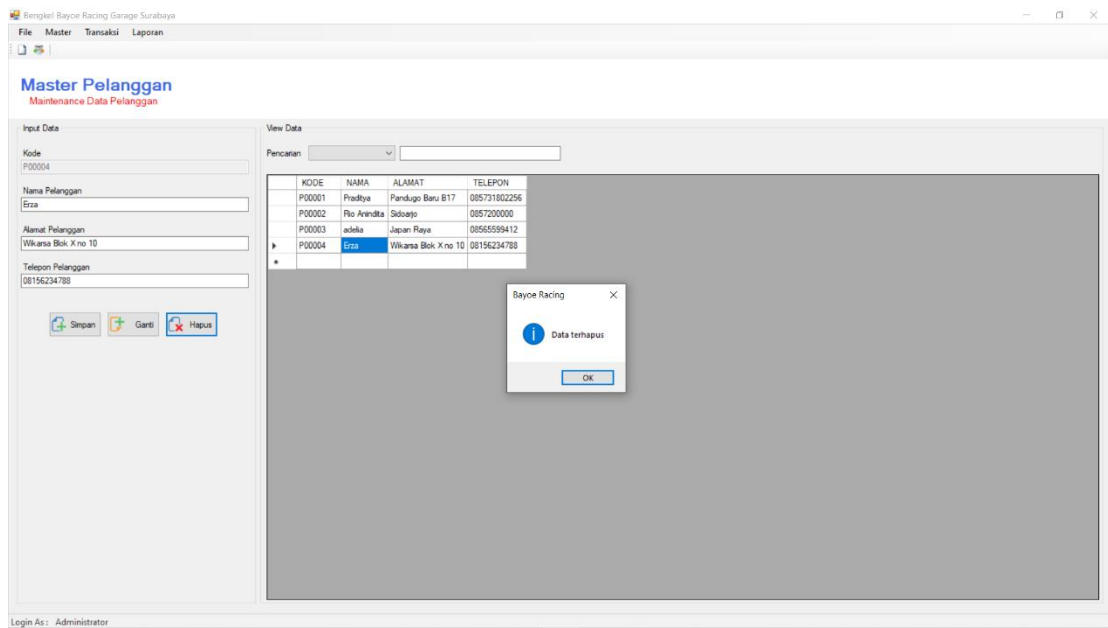 Bengkel Bayoe Racing Garage Surabaya
File Master Transaksi Laporan
Master Pelanggan
Maintenance Data Pelanggan
Input Data
Kode
P00004
Nama Pelanggan
Erza
Alamat Pelanggan
Wikarsa Blok X no 10
Telepon Pelanggan
08156234788
Simpan Ganti Hapus
View Data
Pencarian
KODE NAMA ALAMAT TELEPON
P00001 Praditya Pandugo Baru B17 085731802256
P00002 Rio Anindita Sidoarjo 0857200000
P00003 adelia Japan Raya 08565599412
P00004 Erza Wikarsa Blok X no 10 08156234788
Bayoe Racing
Data terhapus
OK
Login As : Administrator